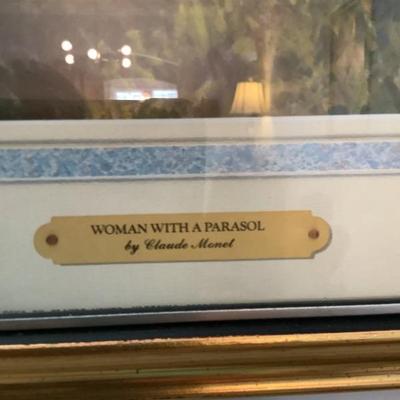 WOMAN WITH A PARASOL
by Claude Monet